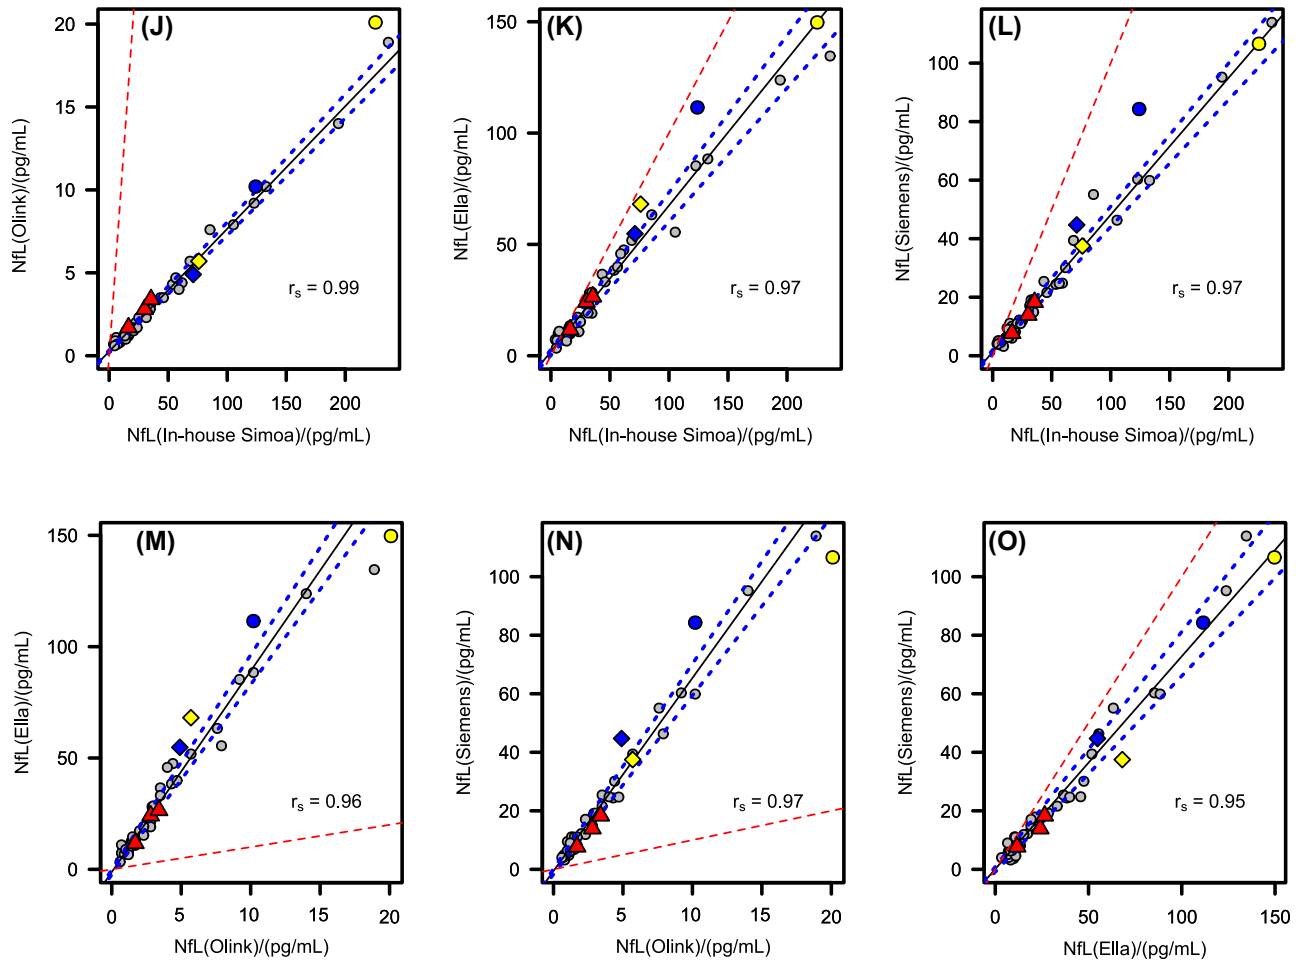 (J)
NfL(Olink)/(pg/mL)
20
15
10
5
0
r_s = 0.99
0 50 100 150 200
NfL(In-house Simoa)/(pg/mL)
(K)
NfL(Ella)/(pg/mL)
150
100
50
0
r_s = 0.97
0 50 100 150 200
NfL(In-house Simoa)/(pg/mL)
(L)
NfL(Siemens)/(pg/mL)
100
80
60
40
20
0
r_s = 0.97
0 50 100 150 200
NfL(In-house Simoa)/(pg/mL)
(M)
NfL(Ella)/(pg/mL)
150
100
50
0
r_s = 0.96
0 5 10 15 20
NfL(Olink)/(pg/mL)
(N)
NfL(Siemens)/(pg/mL)
100
80
60
40
20
0
r_s = 0.97
0 5 10 15 20
NfL(Olink)/(pg/mL)
(O)
NfL(Siemens)/(pg/mL)
100
80
60
40
20
0
r_s = 0.95
0 50 100 150
NfL(Ella)/(pg/mL)